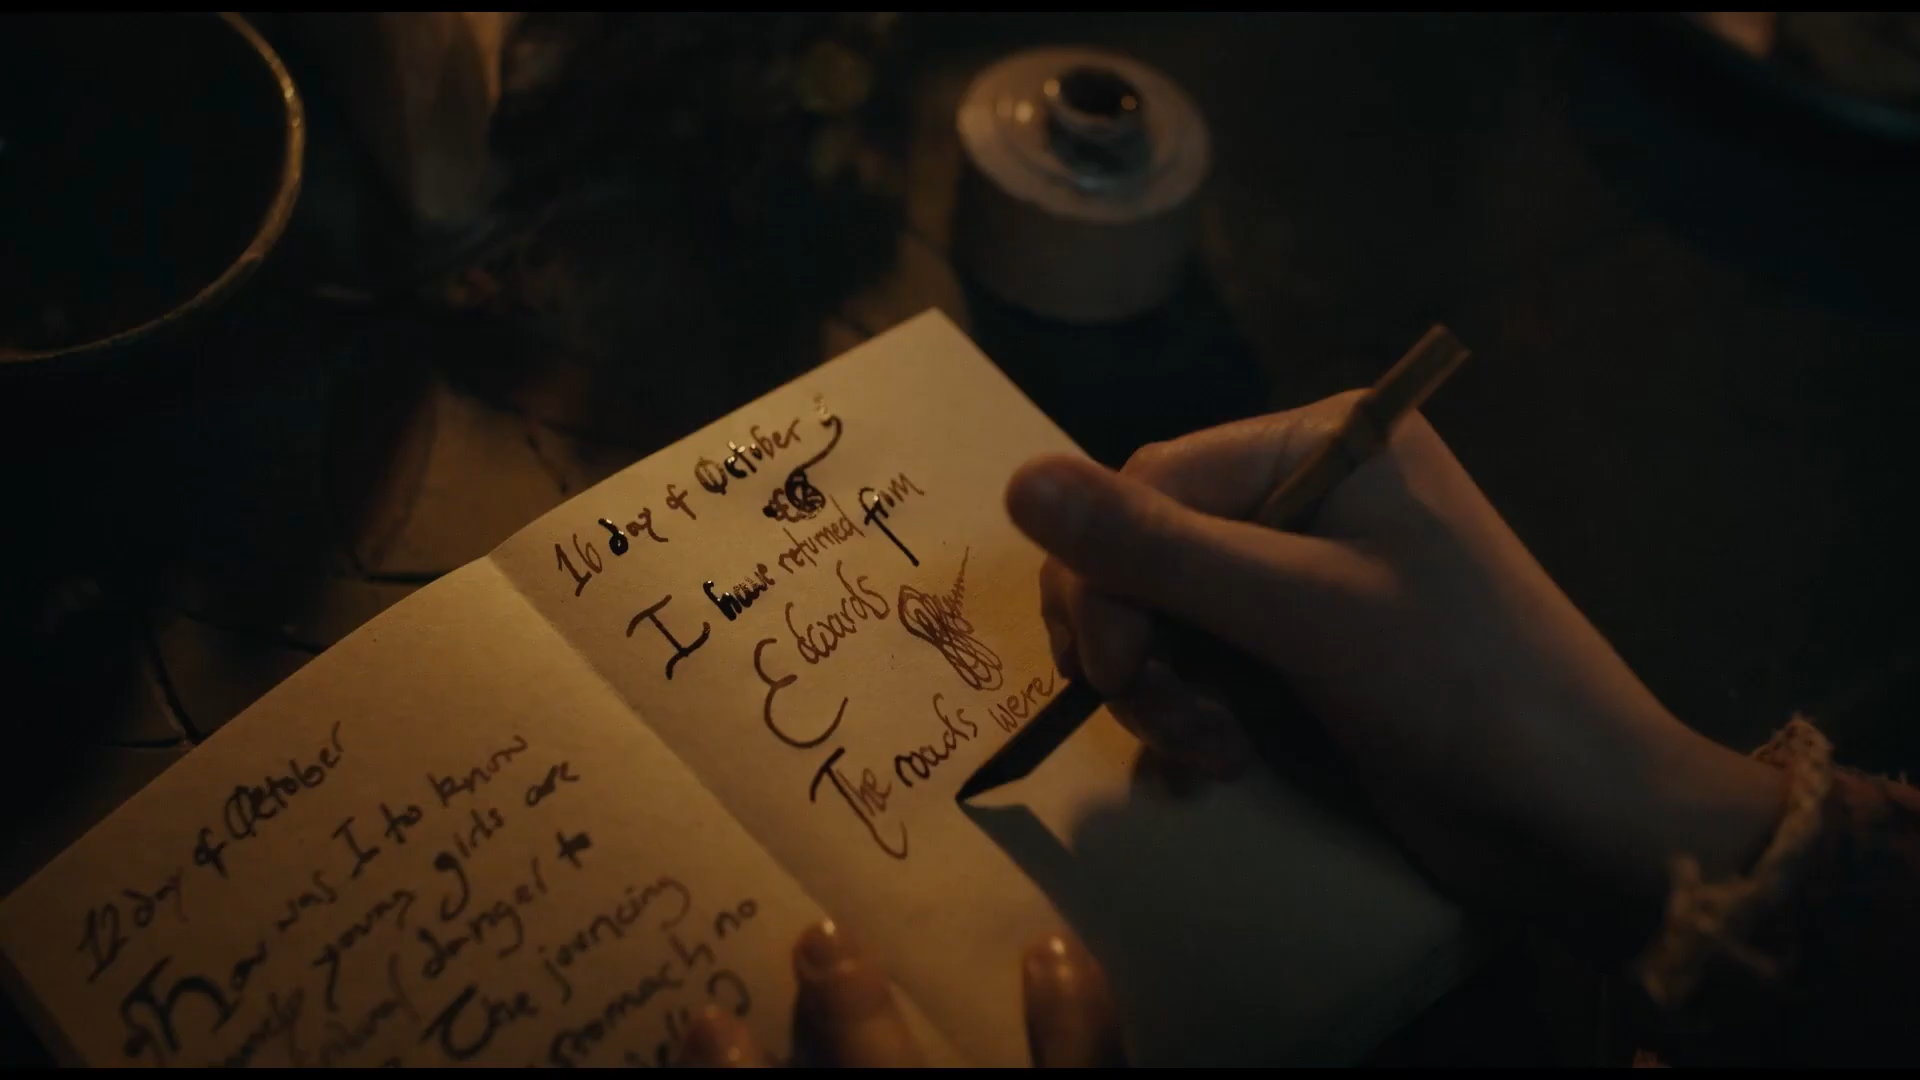 12 day of October
How was I to know
young girls are
danger to
The jouncing
stomach no
16 day of October
I have returned from
Edwards
The roads were